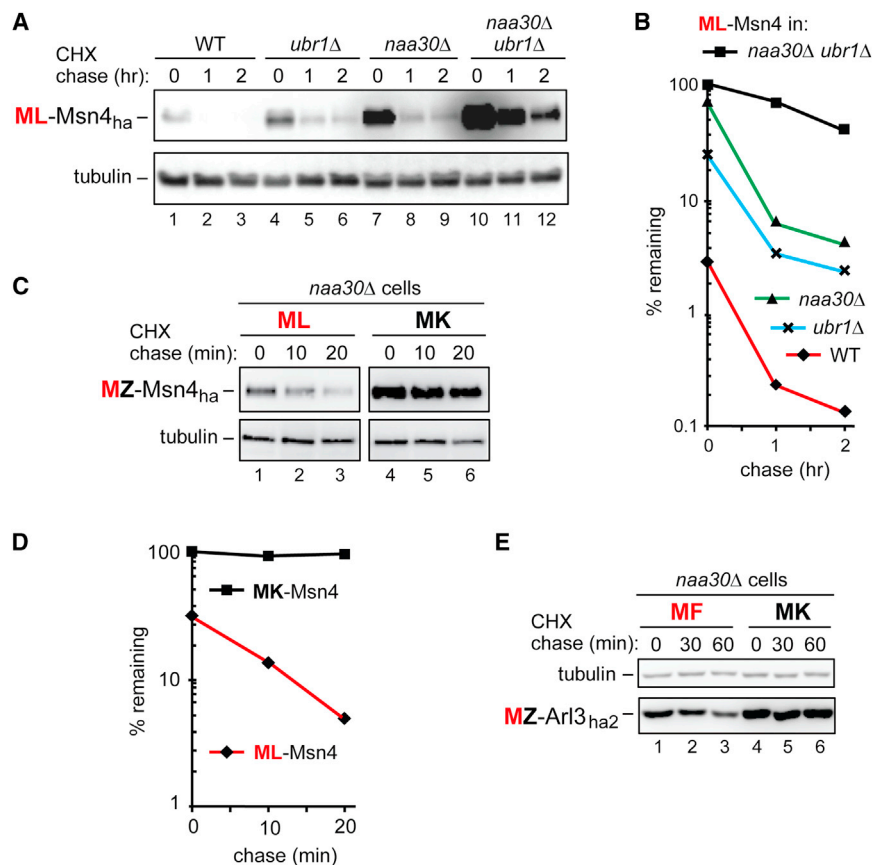 A
WT ubr1Δ naa30Δ naa30Δ ubr1Δ
CHX
chase (hr): 0 1 2 0 1 2 0 1 2 0 1 2
ML-Msn4ha –
tubulin –
1 2 3 4 5 6 7 8 9 10 11 12
B
ML-Msn4 in:
naa30Δ ubr1Δ
100
10
1
0.1
% remaining
naa30Δ
ubr1Δ
WT
0 1 2
chase (hr)
C
naa30Δ cells
ML MK
CHX
chase (min): 0 10 20 0 10 20
MZ-Msn4ha –
tubulin –
1 2 3 4 5 6
D
100
10
1
% remaining
MK-Msn4
ML-Msn4
0 10 20
chase (min)
E
naa30Δ cells
MF MK
CHX
chase (min): 0 30 60 0 30 60
tubulin –
MZ-Arl3ha2 –
1 2 3 4 5 6